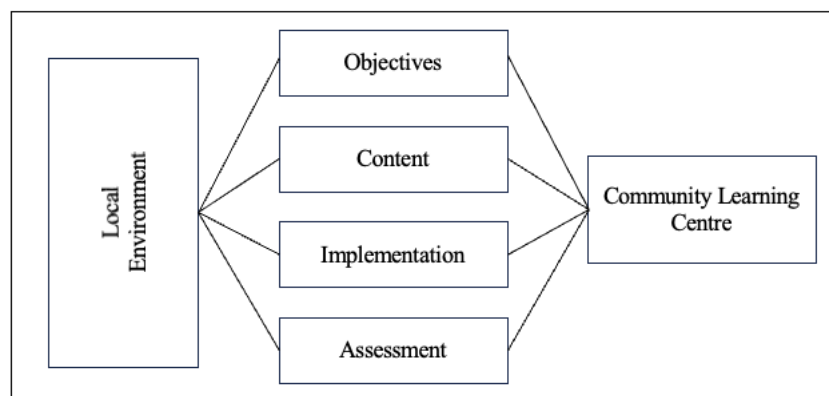 Local
Environment
Objectives
Content
Implementation
Assessment
Community Learning
Centre